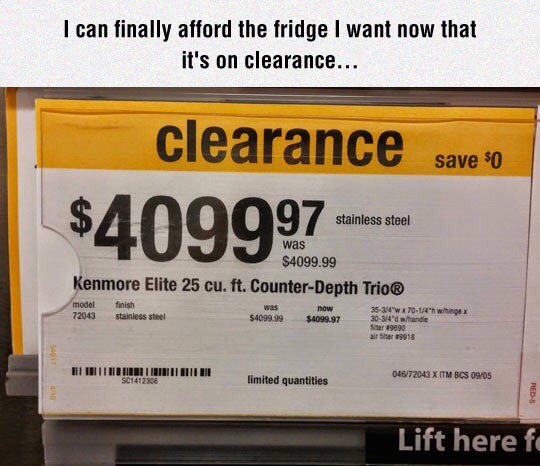 I can finally afford the fridge I want now that
it's on clearance...
clearance save $0
$4099 97 stainless steel
was
$4099.99
Kenmore Elite 25 cu. ft. Counter-Depth Trio®
model finish was now 35-3/4"w x 70-1/4"h w/hinge x
72043 stainless steel $4099.99 $4099.97 30-3/4"d w/handle
filter #9690
air filter #9918
SC1412306 limited quantities 046/72043 X ITM BCS 09/05
RED-S
Lift here f